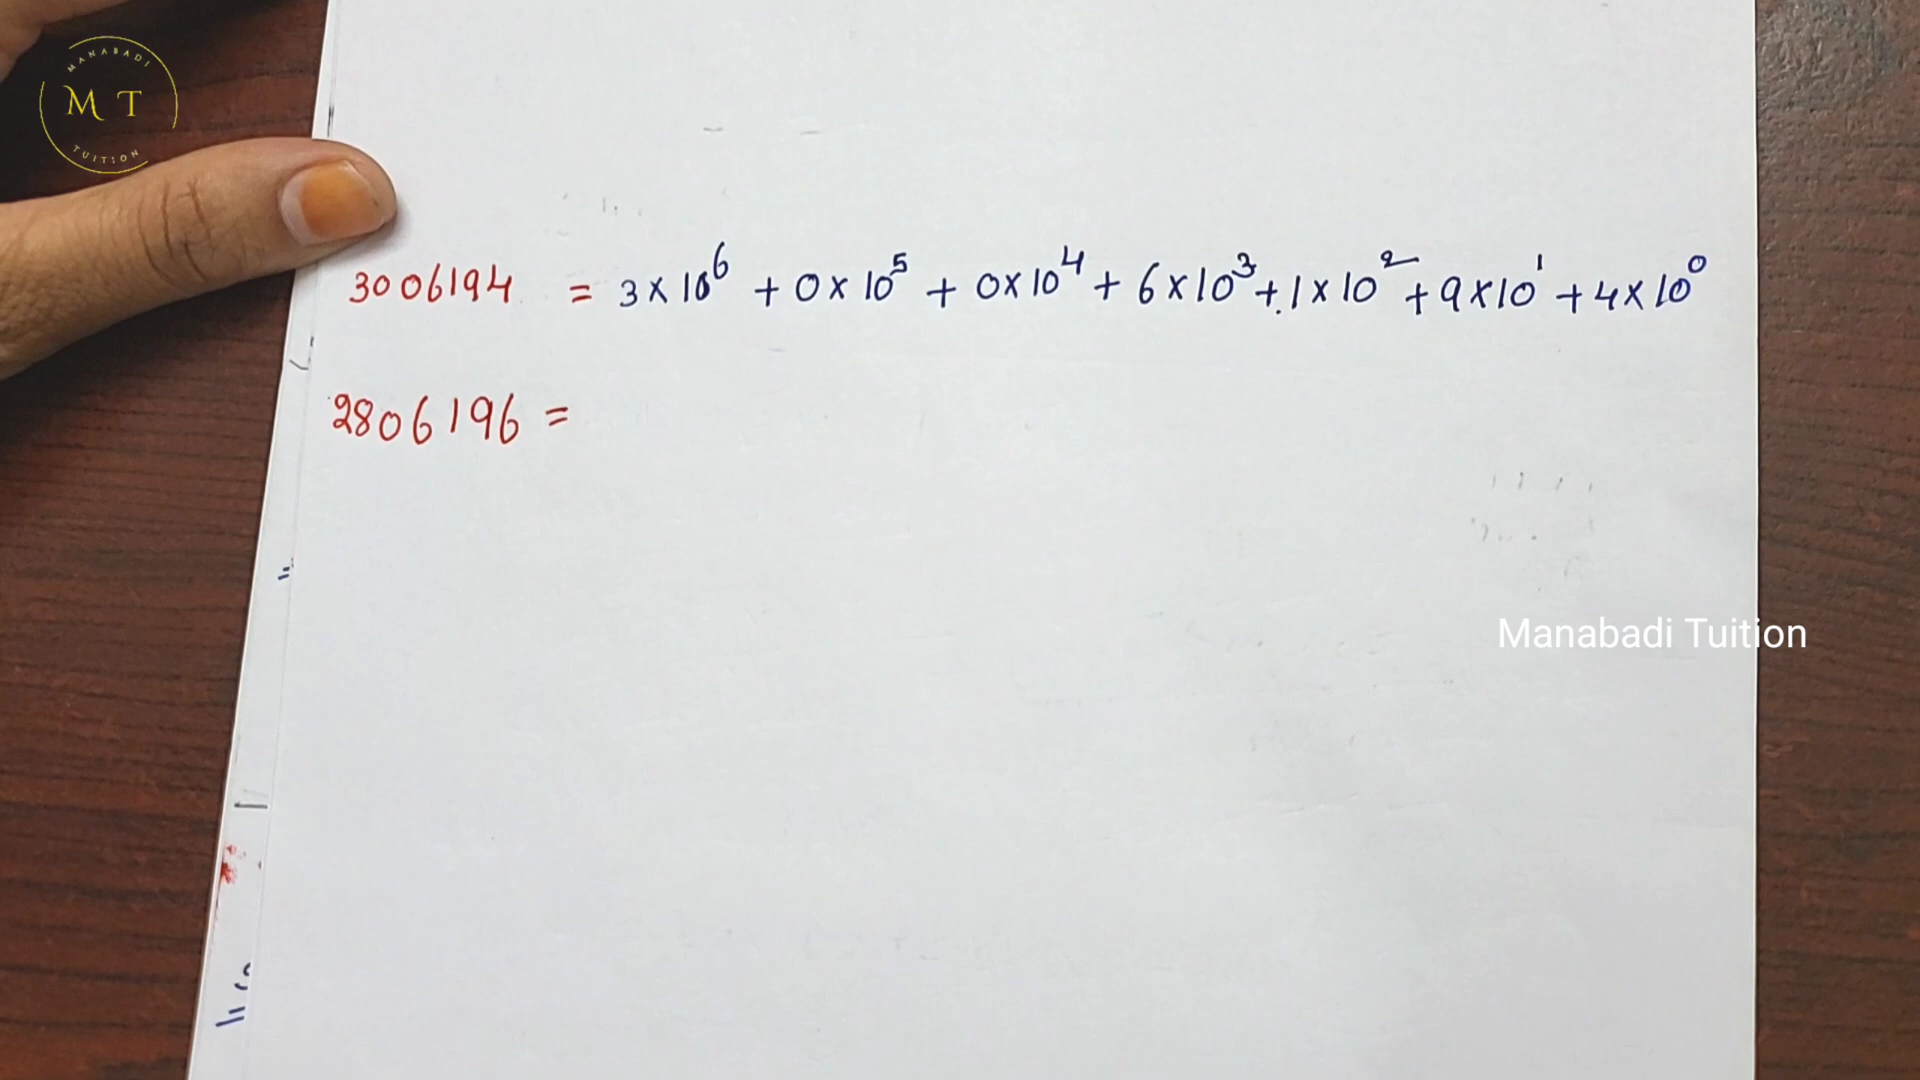 MANABADI
M T
TUITION
3006194 = 3 × 10⁶ + 0 × 10⁵ + 0 × 10⁴ + 6 × 10³ + 1 × 10² + 9 × 10¹ + 4 × 10⁰
2806196 =
Manabadi Tuition